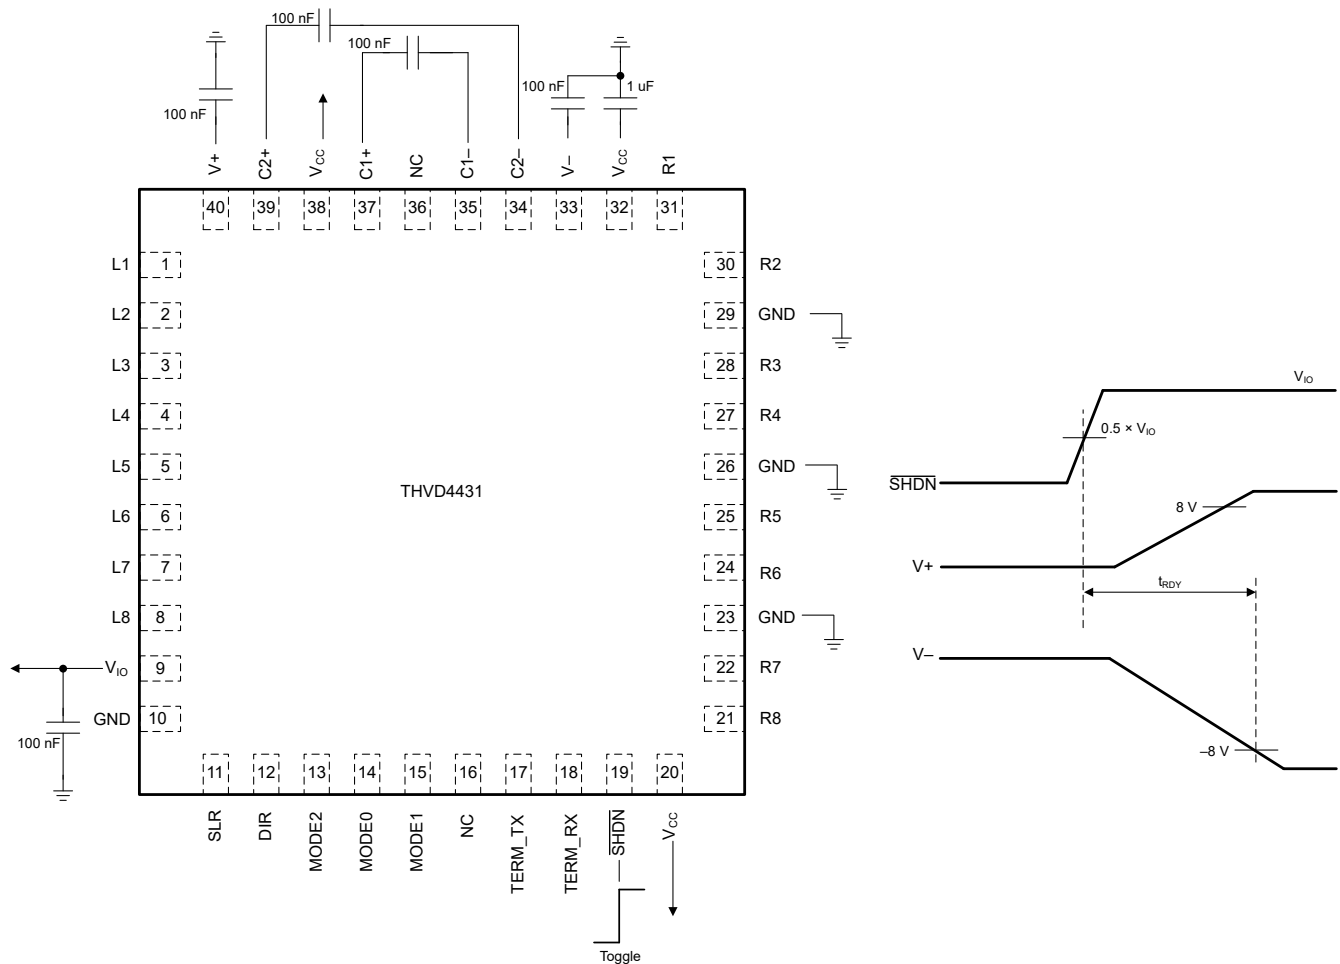 100 nF
100 nF
100 nF
100 nF
1 uF
V+
C2+
VCC
C1+
NC
C1–
C2–
V–
VCC
R1
40
39
38
37
36
35
34
33
32
31
L1 1
L2 2
L3 3
L4 4
L5 5
L6 6
L7 7
L8 8
VIO 9
GND 10
100 nF
30 R2
29 GND
28 R3
27 R4
26 GND
25 R5
24 R6
23 GND
22 R7
21 R8
THVD4431
11
12
13
14
15
16
17
18
19
20
SLR
DIR
MODE2
MODE0
MODE1
NC
TERM_TX
TERM_RX
SHDN
VCC
Toggle
VIO
0.5 × VIO
SHDN
8 V
V+
tRDY
V–
–8 V